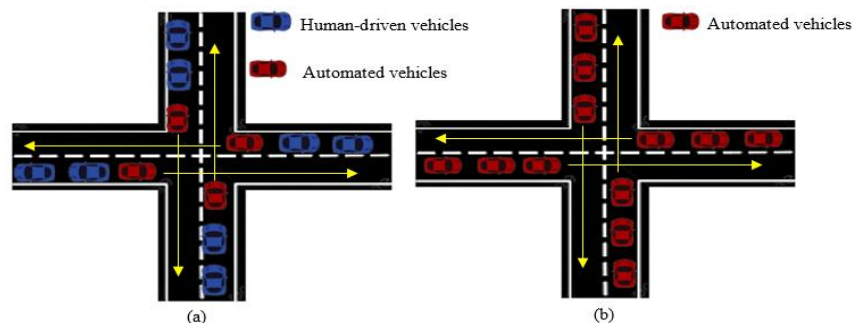 Human-driven vehicles
Automated vehicles
Automated vehicles
(a)
(b)